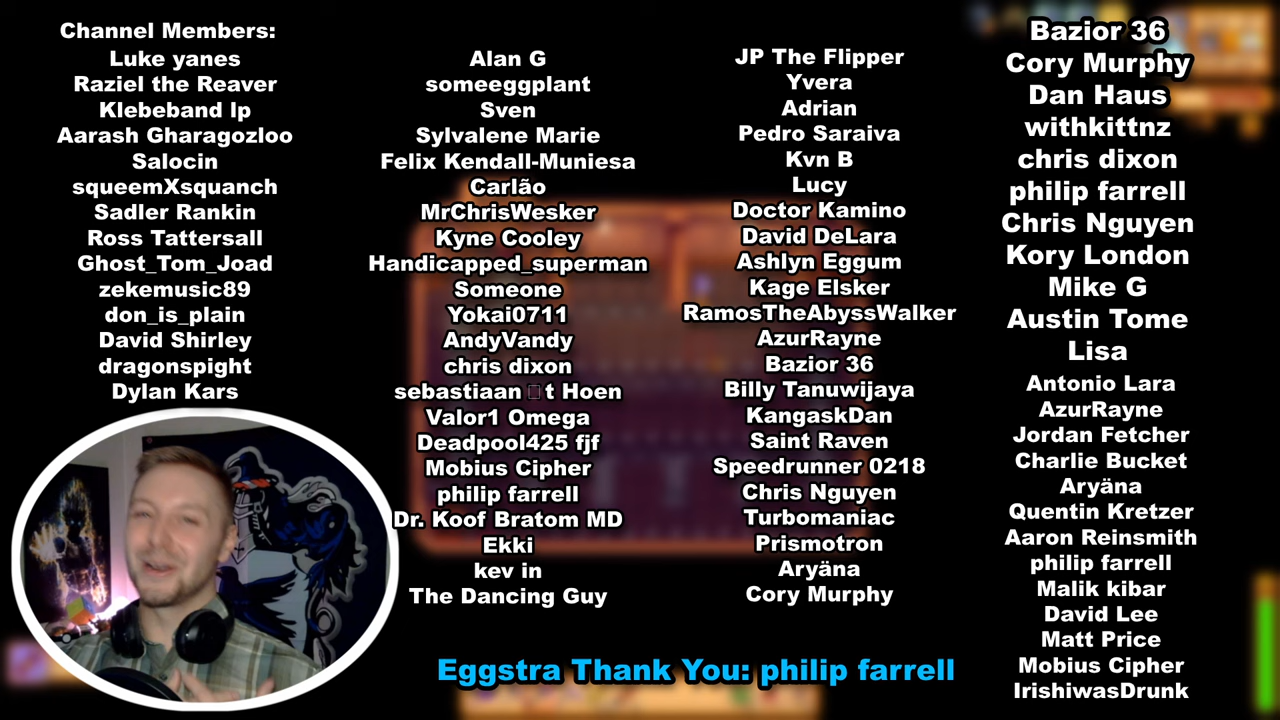 Channel Members:
Luke yanes
Raziel the Reaver
Klebeband lp
Aarash Gharagozloo
Salocin
squeemXsquanch
Sadler Rankin
Ross Tattersall
Ghost_Tom_Joad
zekemusic89
don_is_plain
David Shirley
dragonspight
Dylan Kars
Alan G
someeggplant
Sven
Sylvalene Marie
Felix Kendall-Muniesa
Carlão
MrChrisWesker
Kyne Cooley
Handicapped_superman
Someone
Yokai0711
AndyVandy
chris dixon
sebastiaan □t Hoen
Valor1 Omega
Deadpool425 fjf
Mobius Cipher
philip farrell
Dr. Koof Bratom MD
Ekki
kev in
The Dancing Guy
JP The Flipper
Yvera
Adrian
Pedro Saraiva
Kvn B
Lucy
Doctor Kamino
David DeLara
Ashlyn Eggum
Kage Elsker
RamosTheAbyssWalker
AzurRayne
Bazior 36
Billy Tanuwijaya
KangaskDan
Saint Raven
Speedrunner 0218
Chris Nguyen
Turbomaniac
Prismotron
Aryäna
Cory Murphy
Bazior 36
Cory Murphy
Dan Haus
withkittnz
chris dixon
philip farrell
Chris Nguyen
Kory London
Mike G
Austin Tome
Lisa
Antonio Lara
AzurRayne
Jordan Fetcher
Charlie Bucket
Aryäna
Quentin Kretzer
Aaron Reinsmith
philip farrell
Malik kibar
David Lee
Matt Price
Mobius Cipher
IrishiwasDrunk
Eggstra Thank You: philip farrell